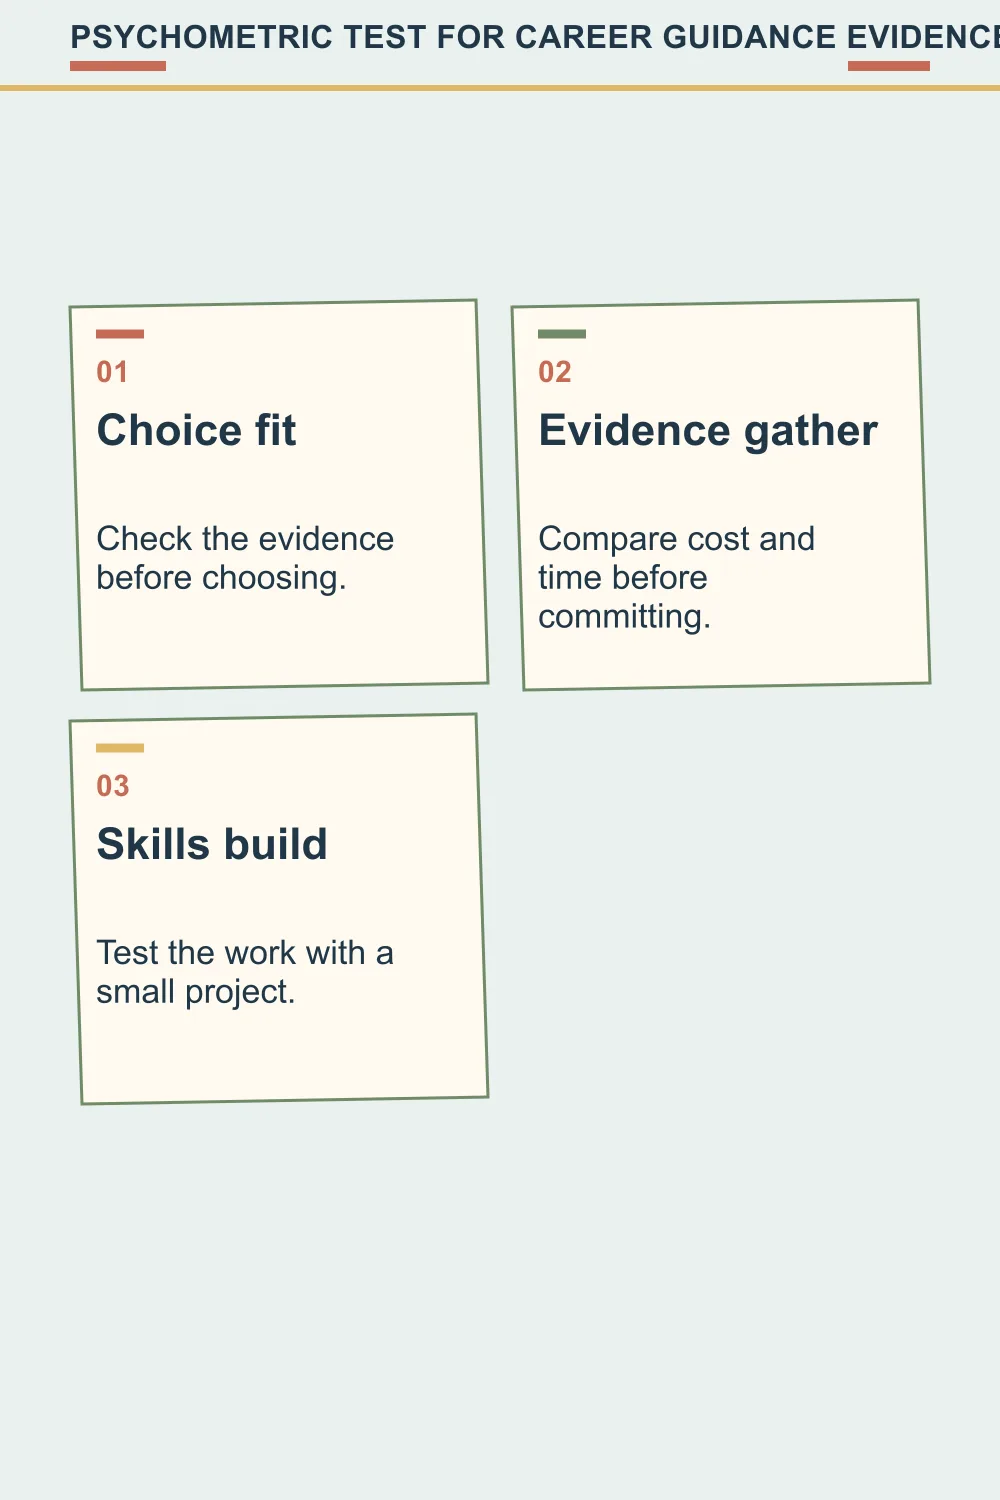 PSYCHOMETRIC TEST FOR CAREER GUIDANCE EVIDENCE
01
Choice fit
Check the evidence
before choosing.
02
Evidence gather
Compare cost and
time before
committing.
03
Skills build
Test the work with a
small project.